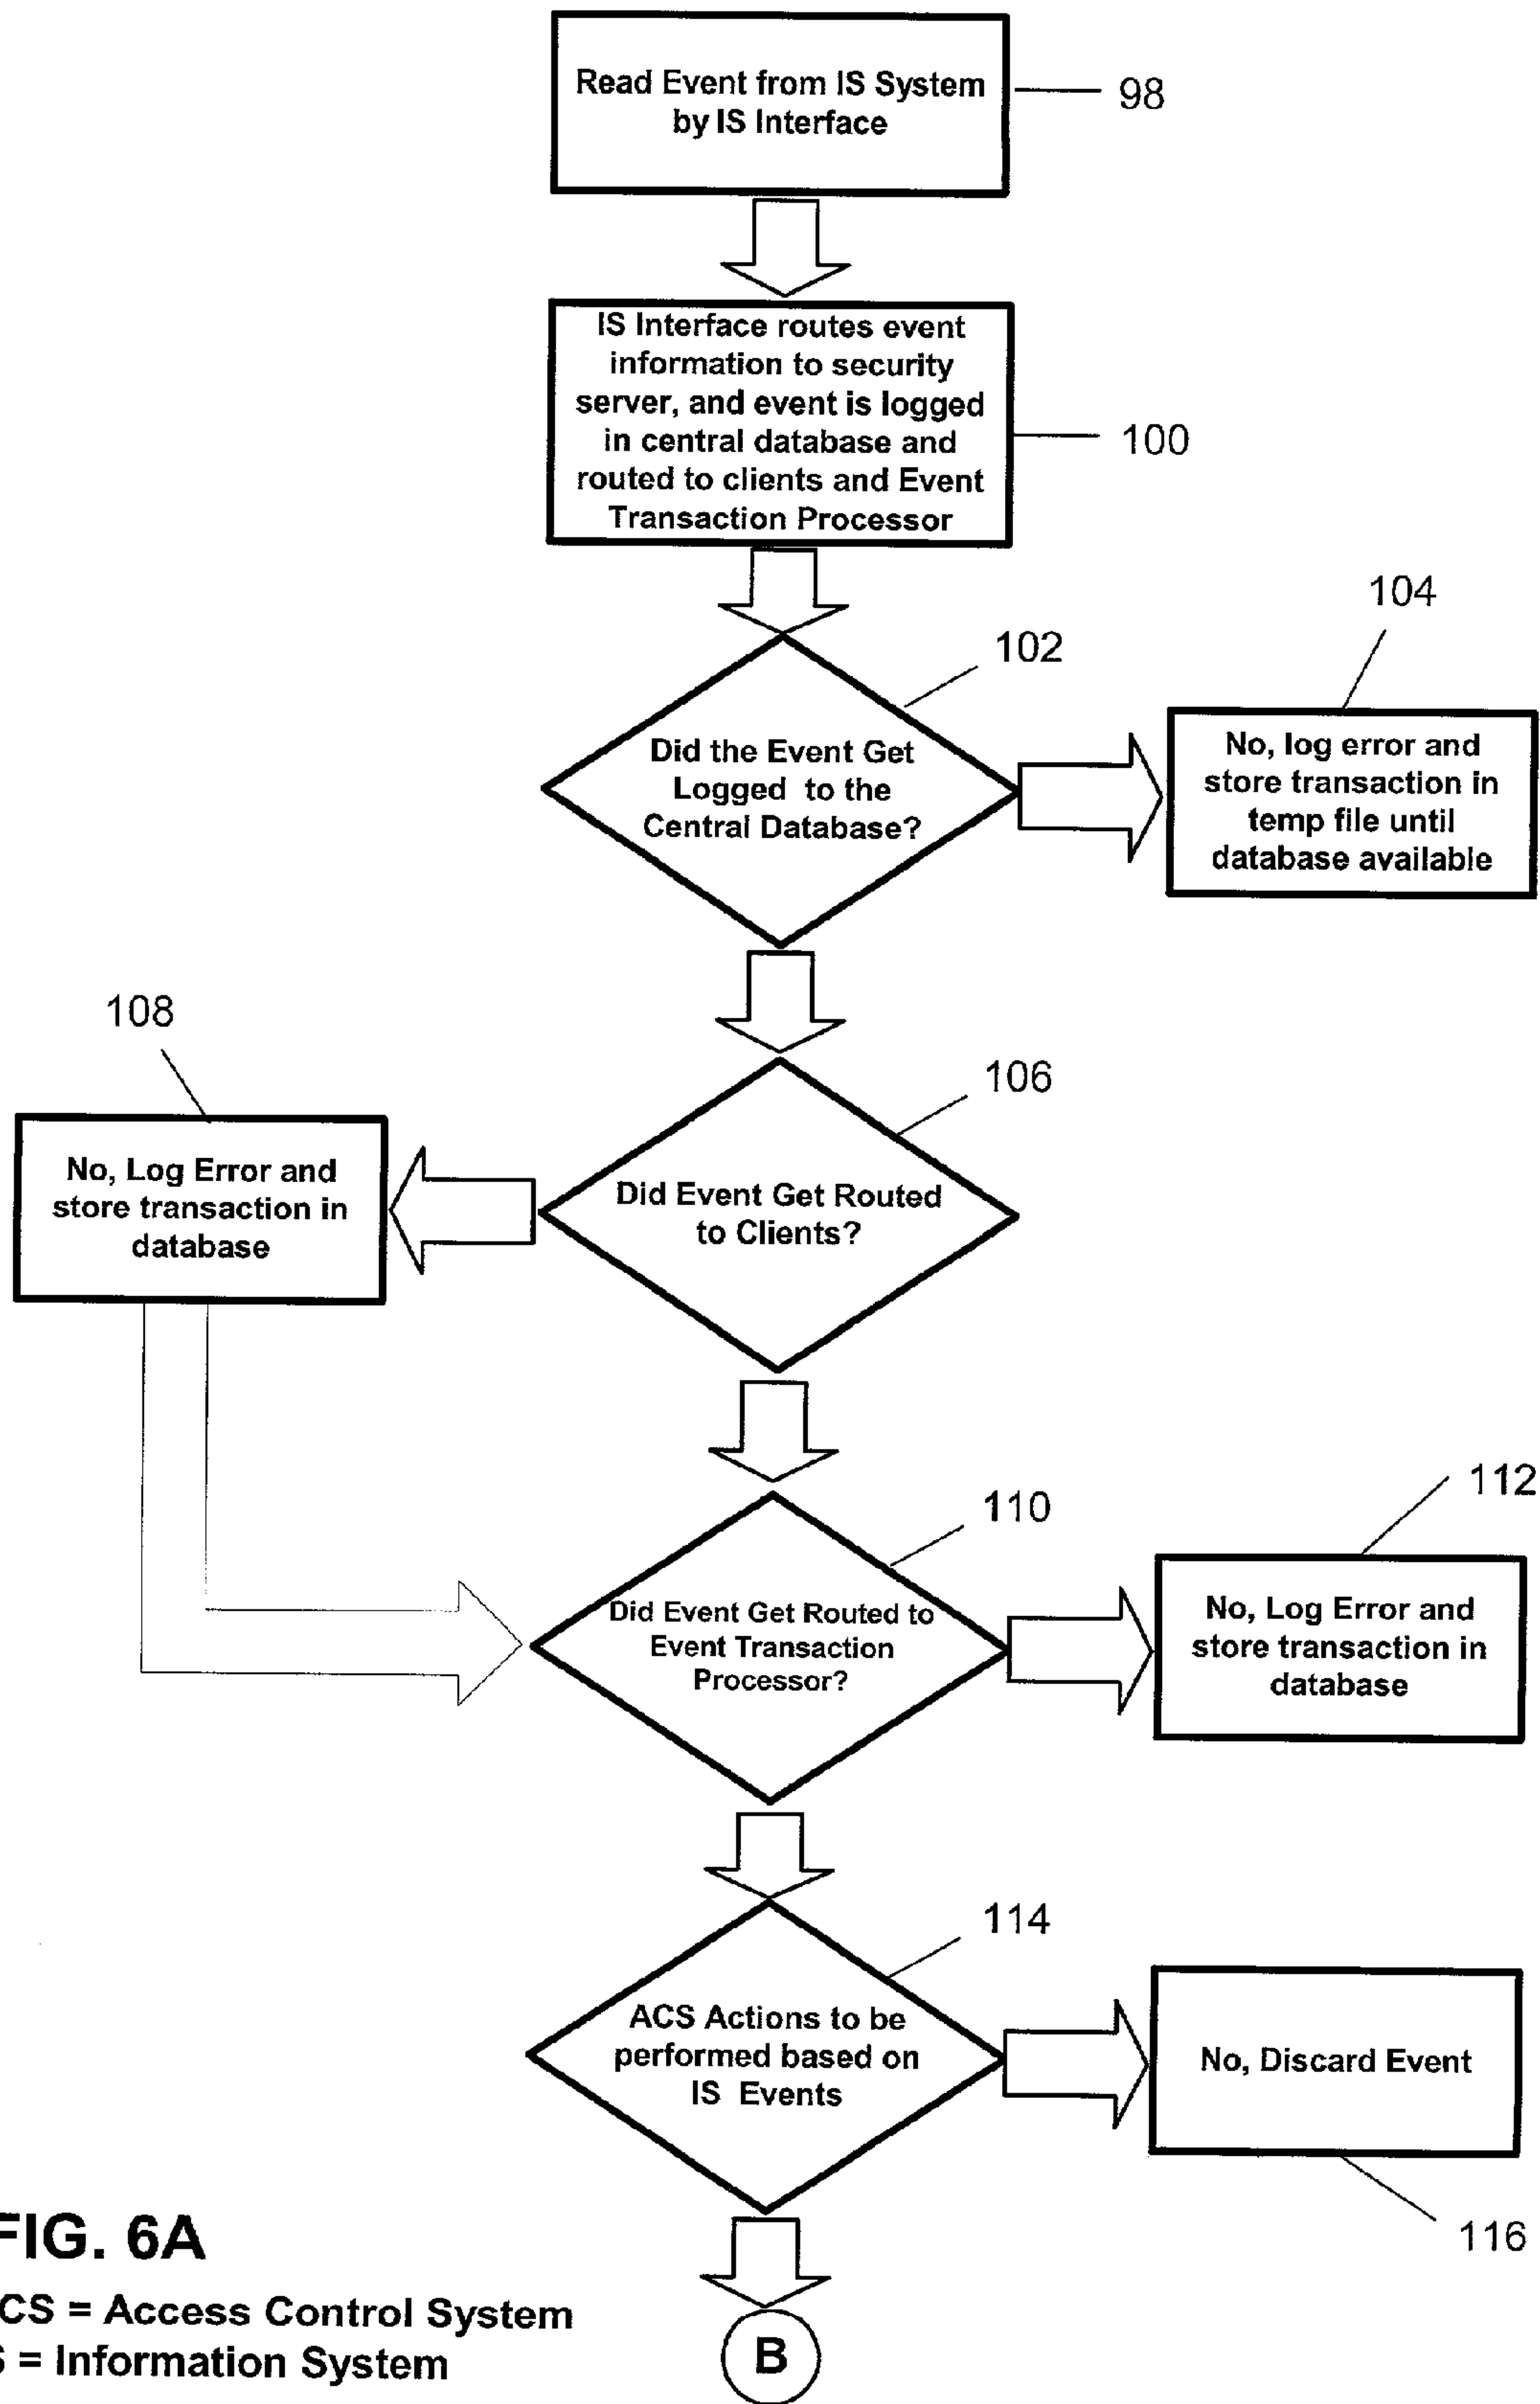 Read Event from IS System
by IS Interface
98
IS Interface routes event
information to security
server, and event is logged
in central database and
routed to clients and Event
Transaction Processor
100
102
104
Did the Event Get
Logged to the
Central Database?
No, log error and
store transaction in
temp file until
database available
108
106
No, Log Error and
store transaction in
database
Did Event Get Routed
to Clients?
110
112
Did Event Get Routed to
Event Transaction
Processor?
No, Log Error and
store transaction in
database
114
ACS Actions to be
performed based on
IS Events
No, Discard Event
116
FIG. 6A
CS = Access Control System
S = Information System
B